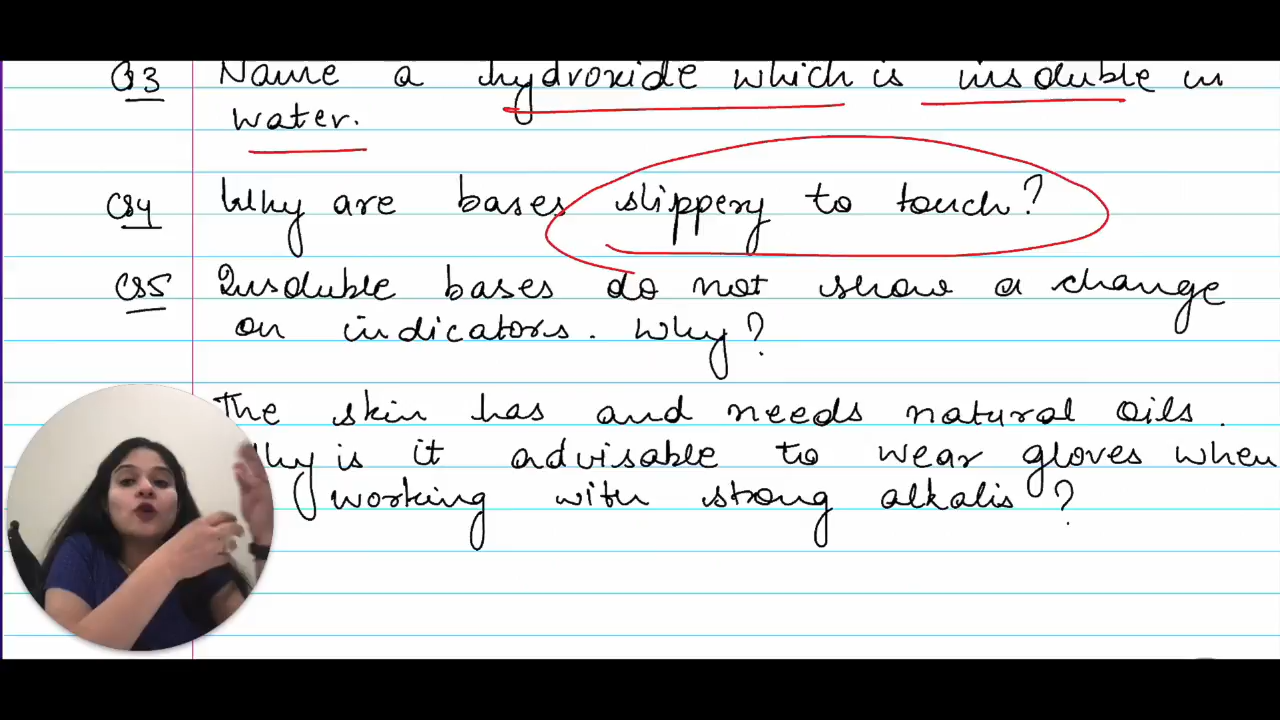 Q3 Name a hydroxide which is insoluble in
water.
Q4 Why are bases slippery to touch?
Q5 Insoluble bases do not show a change
on indicators. Why?
The skin has and needs natural oils.
is it advisable to wear gloves when
working with strong alkalis?